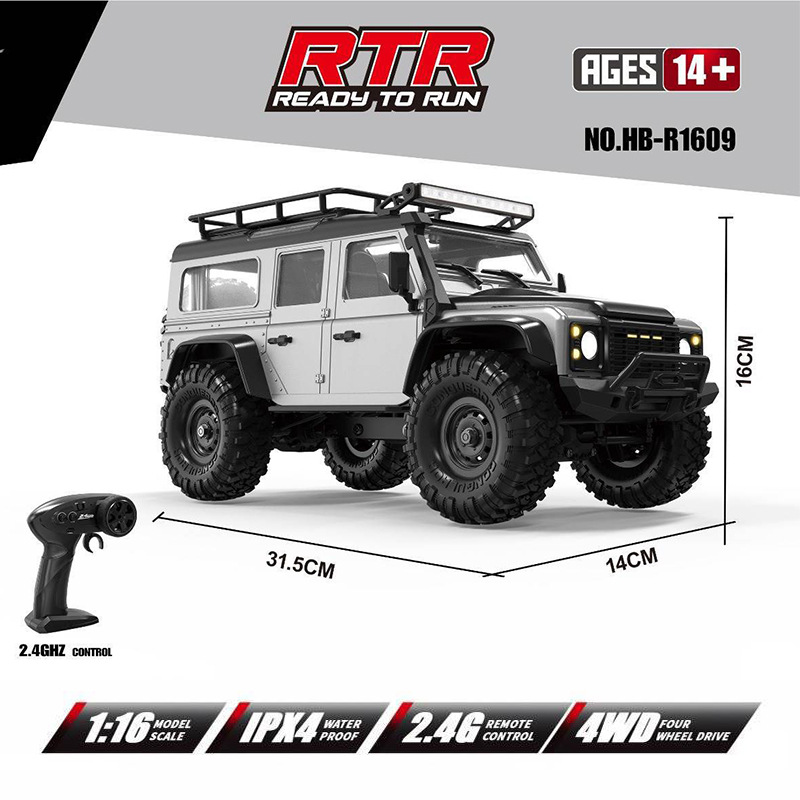 RTR
READY TO RUN
AGES 14+
NO.HB-R1609
16CM
31.5CM
14CM
2.4GHZ CONTROL
1:16 MODEL SCALE
IPX4 WATER PROOF
2.4G REMOTE CONTROL
4WD FOUR WHEEL DRIVE